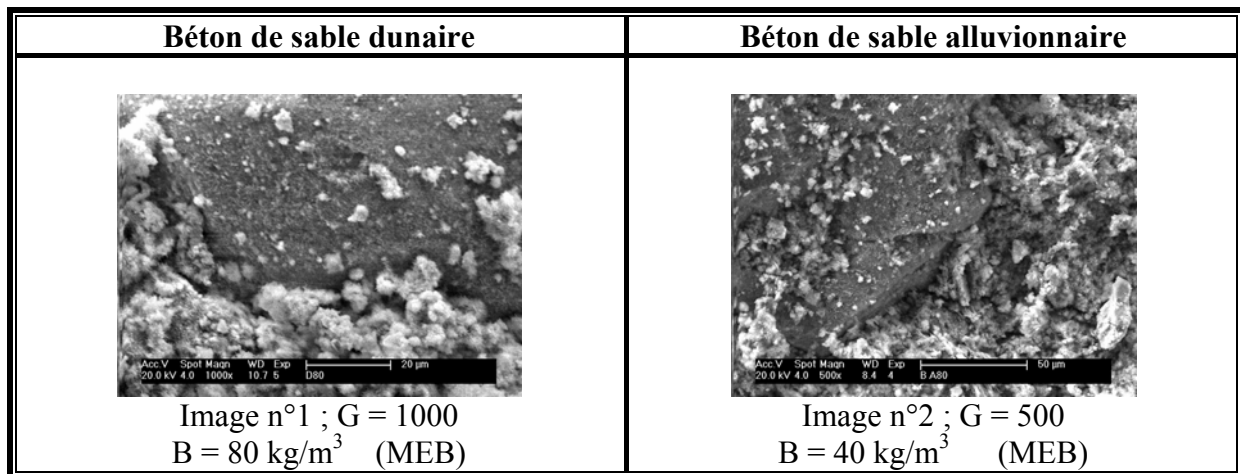 Béton de sable dunaire
Béton de sable alluvionnaire
Acc.V Spot Magn WD Exp 20 µm
20.0 kV 4.0 1000x 10.7 5 D80
Acc.V Spot Magn WD Exp 50 µm
20.0 kV 4.0 500x 8.4 4 B A80
Image n°1 ; G = 1000
B = 80 kg/m³ (MEB)
Image n°2 ; G = 500
B = 40 kg/m³ (MEB)